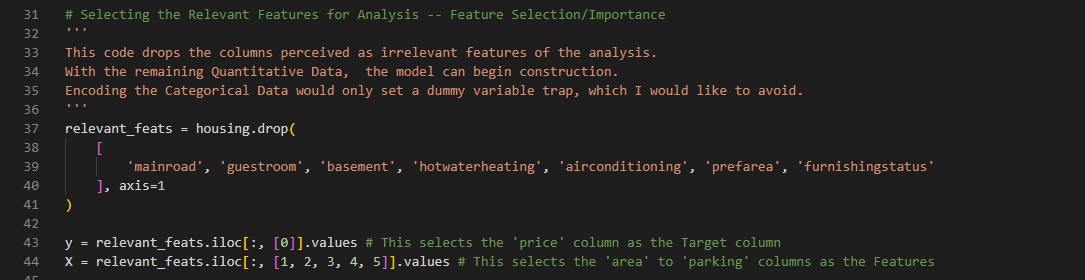 31 # Selecting the Relevant Features for Analysis -- Feature Selection/Importance
32 '''
33 This code drops the columns perceived as irrelevant features of the analysis.
34 With the remaining Quantitative Data,  the model can begin construction.
35 Encoding the Categorical Data would only set a dummy variable trap, which I would like to avoid.
36 '''
37 relevant_feats = housing.drop(
38     [
39         'mainroad', 'guestroom', 'basement', 'hotwaterheating', 'airconditioning', 'prefarea', 'furnishingstatus'
40     ], axis=1
41 )
42
43 y = relevant_feats.iloc[:, [0]].values # This selects the 'price' column as the Target column
44 X = relevant_feats.iloc[:, [1, 2, 3, 4, 5]].values # This selects the 'area' to 'parking' columns as the Features